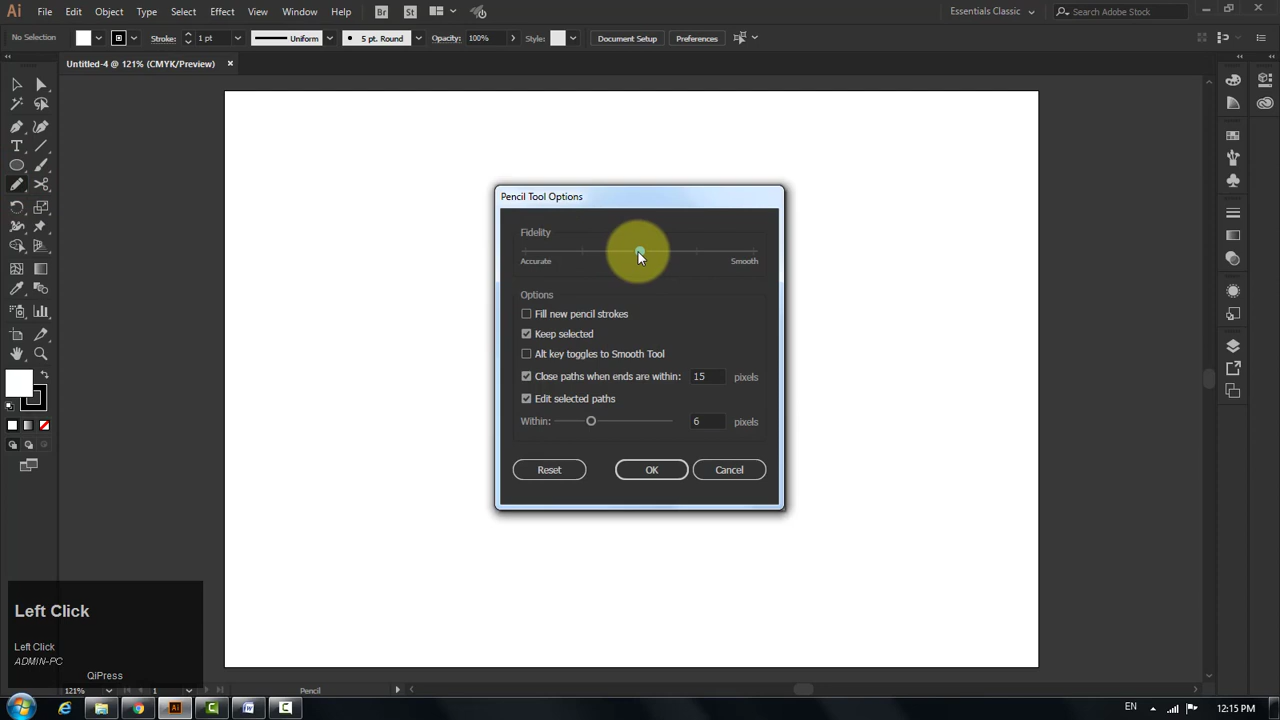 Ai File Edit Object Type Select Effect View Window Help Br St Essentials Classic Search Adobe Stock
No Selection Stroke: 1 pt Uniform 5 pt. Round Opacity: 100% Style: Document Setup Preferences
Untitled-4 @ 121% (CMYK/Preview)
Pencil Tool Options
Fidelity
Accurate Smooth
Options
Fill new pencil strokes
Keep selected
Alt key toggles to Smooth Tool
Close paths when ends are within: 15 pixels
Edit selected paths
Within: 6 pixels
Reset OK Cancel
Left Click
Left Click
ADMIN-PC
QiPress
121% 1 Pencil
Ai EN 12:15 PM